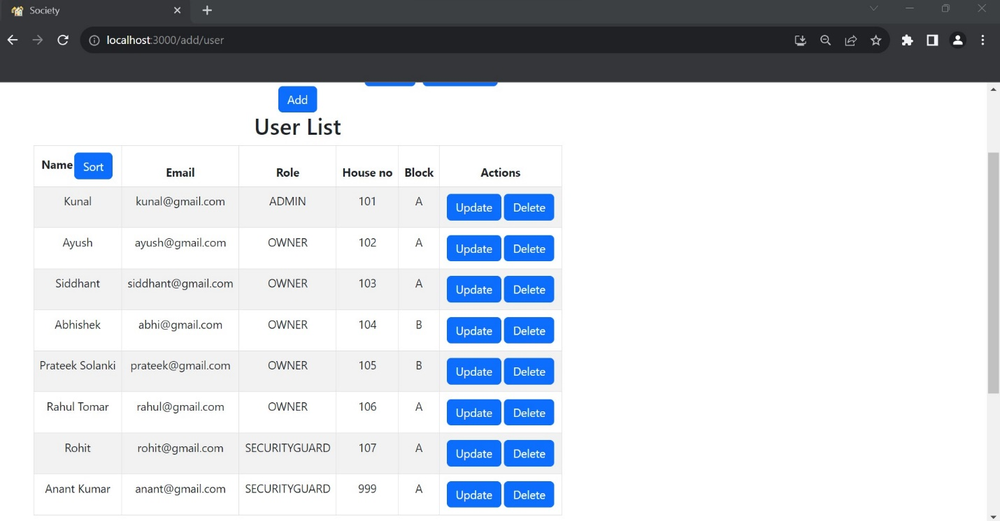 Society
localhost:3000/add/user
Add
User List
Name Sort Email Role House no Block Actions
Kunal kunal@gmail.com ADMIN 101 A Update Delete
Ayush ayush@gmail.com OWNER 102 A Update Delete
Siddhant siddhant@gmail.com OWNER 103 A Update Delete
Abhishek abhi@gmail.com OWNER 104 B Update Delete
Prateek Solanki prateek@gmail.com OWNER 105 B Update Delete
Rahul Tomar rahul@gmail.com OWNER 106 A Update Delete
Rohit rohit@gmail.com SECURITYGUARD 107 A Update Delete
Anant Kumar anant@gmail.com SECURITYGUARD 999 A Update Delete